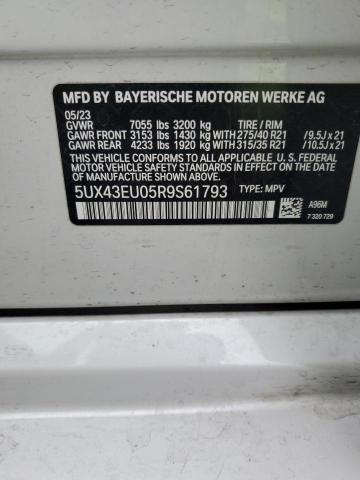 MFD BY BAYERISCHE MOTOREN WERKE AG
05/23
GVWR 7055 lbs 3200 kg TIRE / RIM
GAWR FRONT 3153 lbs 1430 kg WITH 275/40 R21 /9.5J x 21
GAWR REAR 4233 lbs 1920 kg WITH 315/35 R21 /10.5J x 21
THIS VEHICLE CONFORMS TO ALL APPLICABLE FEDERAL MOTOR
VEHICLE SAFETY STANDARDS IN EFFECT ON THE DATE OF
MANUFACTURE SHOWN ABOVE.
5UX43EU05R9S61793 TYPE: MPV
A96M
7 320 729